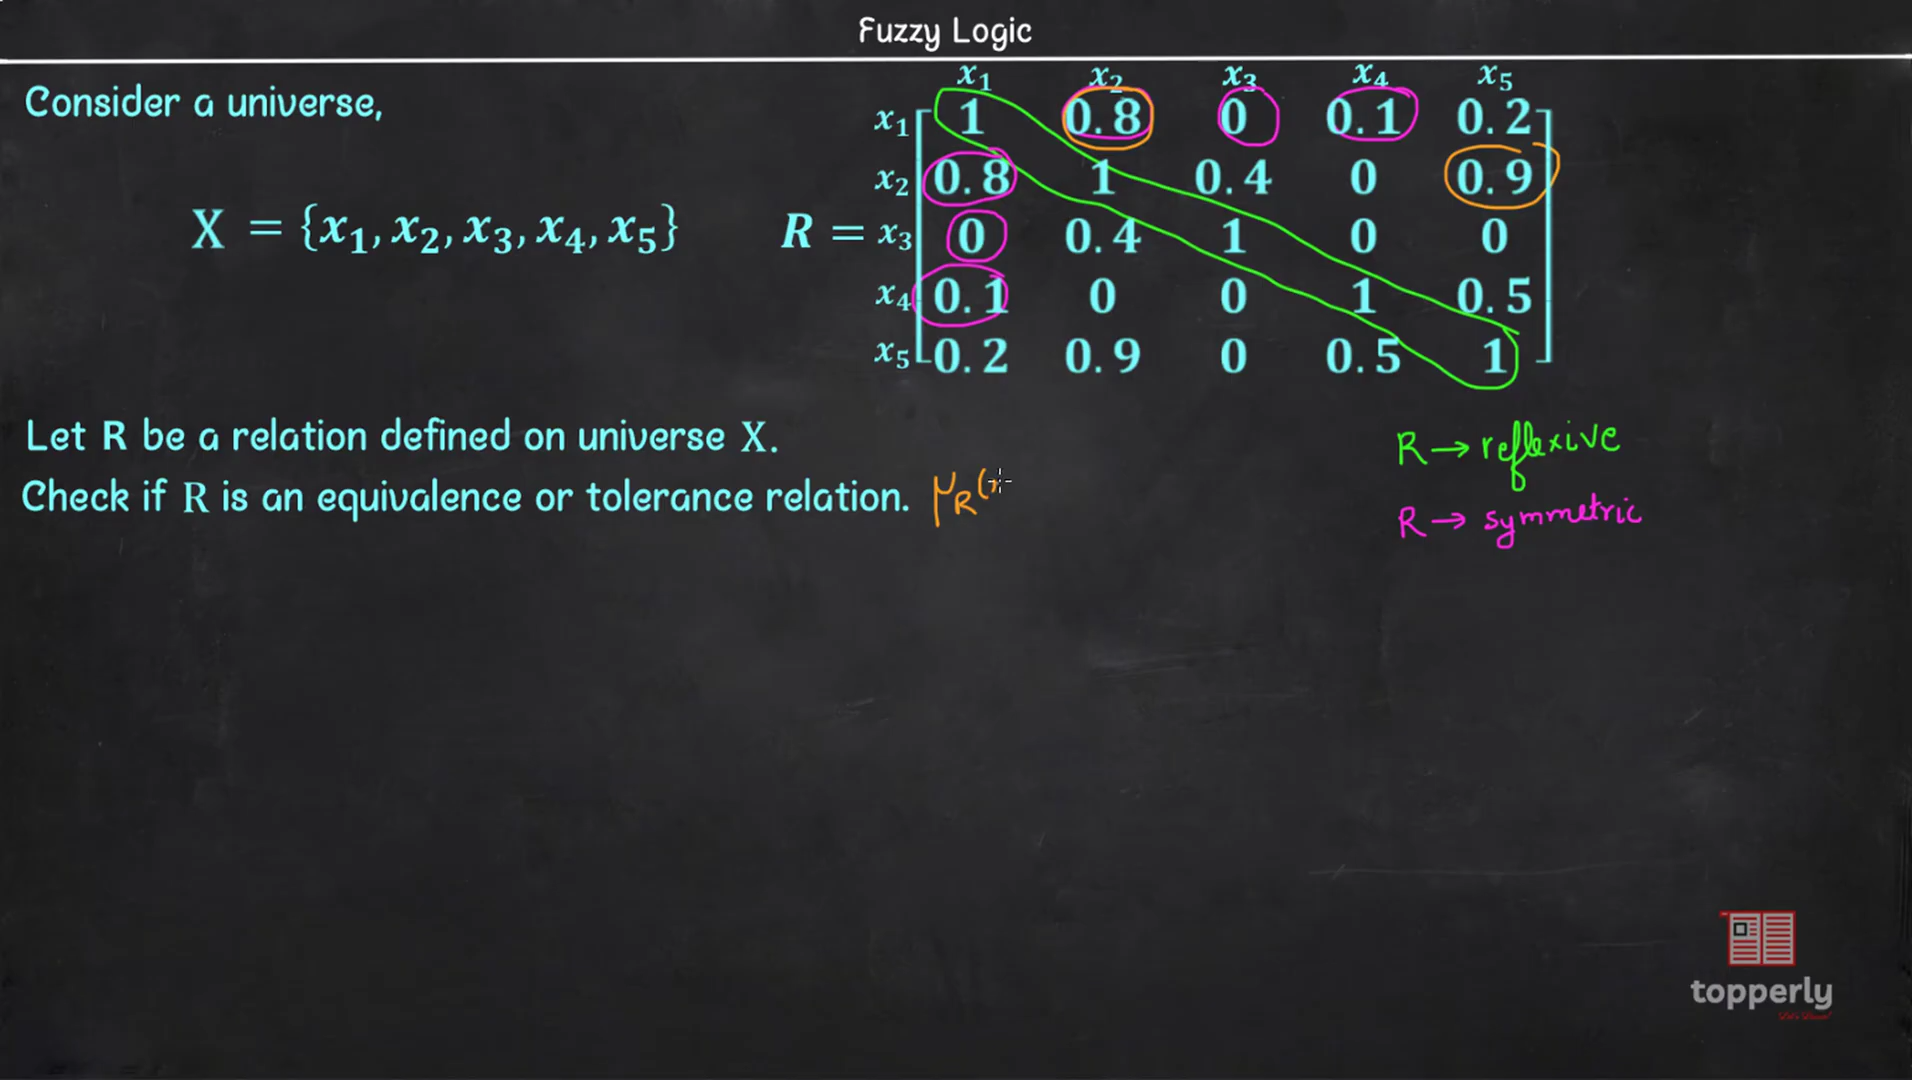 Fuzzy Logic
Consider a universe,
X = {x₁, x₂, x₃, x₄, x₅}
x₁ x₂ x₃ x₄ x₅
x₁ 1 0.8 0 0.1 0.2
x₂ 0.8 1 0.4 0 0.9
R = x₃ 0 0.4 1 0 0
x₄ 0.1 0 0 1 0.5
x₅ 0.2 0.9 0 0.5 1
Let R be a relation defined on universe X.
Check if R is an equivalence or tolerance relation. μR(
R → reflexive
R → symmetric
topperly